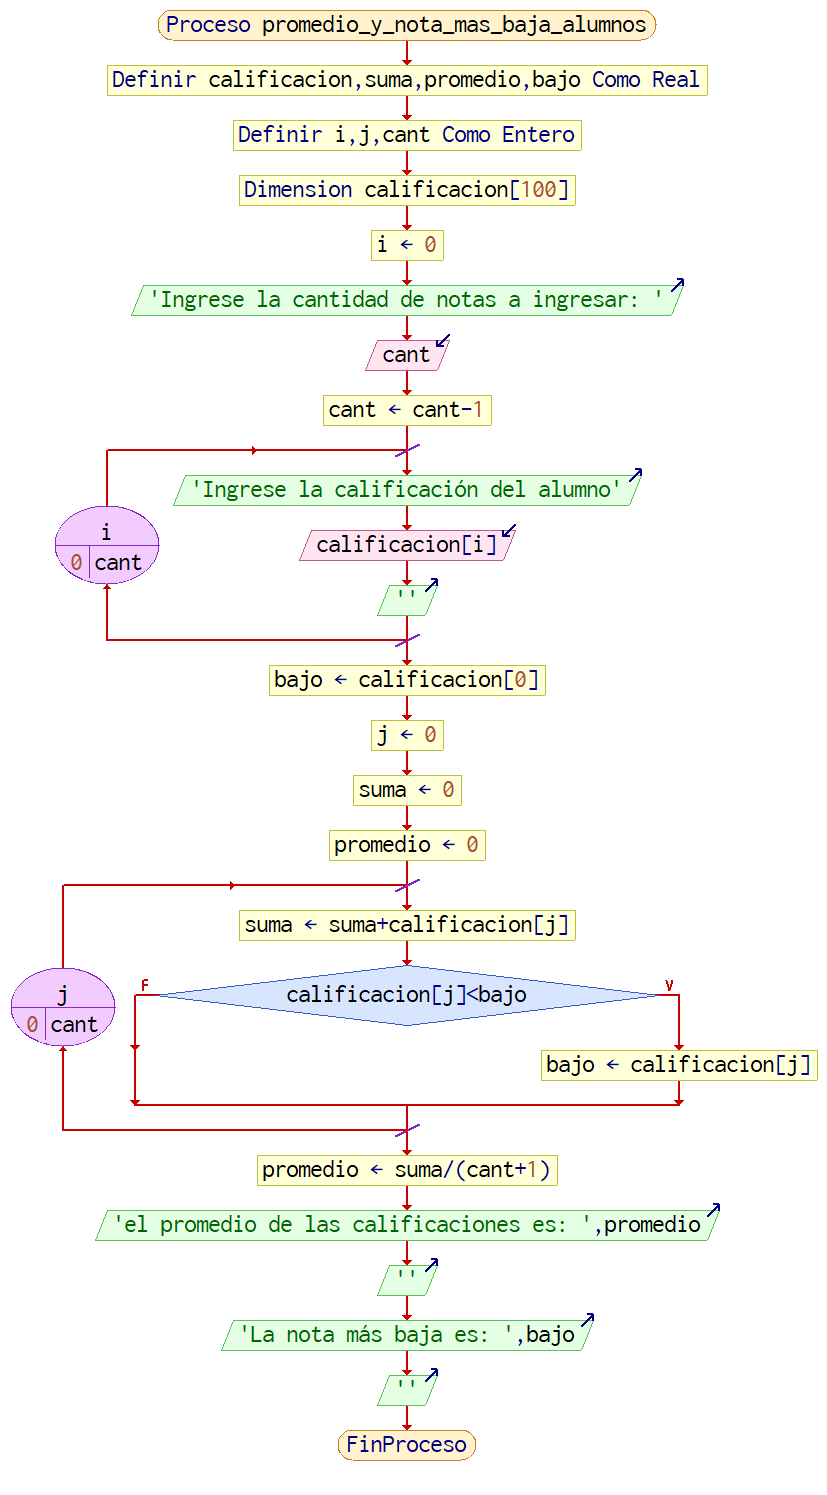 Proceso promedio_y_nota_mas_baja_alumnos
Definir calificacion,suma,promedio,bajo Como Real
Definir i,j,cant Como Entero
Dimension calificacion[100]
i ← 0
'Ingrese la cantidad de notas a ingresar: '
cant
cant ← cant-1
'Ingrese la calificación del alumno'
i
0 cant
calificacion[i]
''
bajo ← calificacion[0]
j ← 0
suma ← 0
promedio ← 0
suma ← suma+calificacion[j]
j
0 cant
F
calificacion[j]<bajo
V
bajo ← calificacion[j]
promedio ← suma/(cant+1)
'el promedio de las calificaciones es: ',promedio
''
'La nota más baja es: ',bajo
''
FinProceso